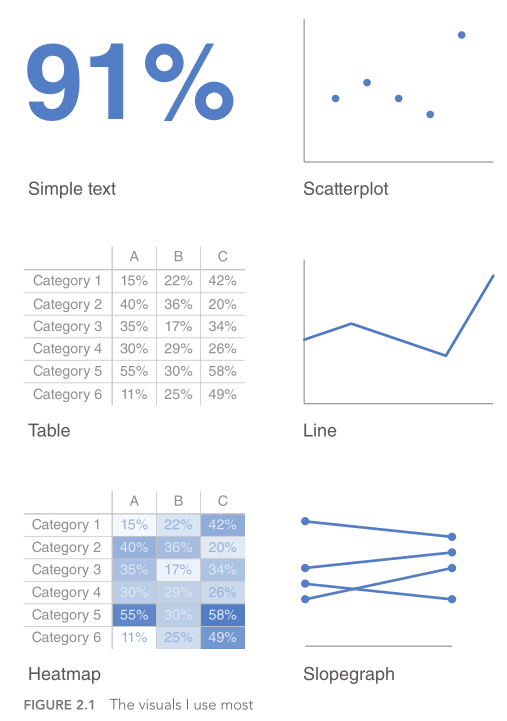 91%
Simple text
Scatterplot
A B C
Category 1 15% 22% 42%
Category 2 40% 36% 20%
Category 3 35% 17% 34%
Category 4 30% 29% 26%
Category 5 55% 30% 58%
Category 6 11% 25% 49%
Table
Line
A B C
Category 1 15% 22% 42%
Category 2 40% 36% 20%
Category 3 35% 17% 34%
Category 4 30% 29% 26%
Category 5 55% 30% 58%
Category 6 11% 25% 49%
Heatmap
Slopegraph
FIGURE 2.1 The visuals I use most